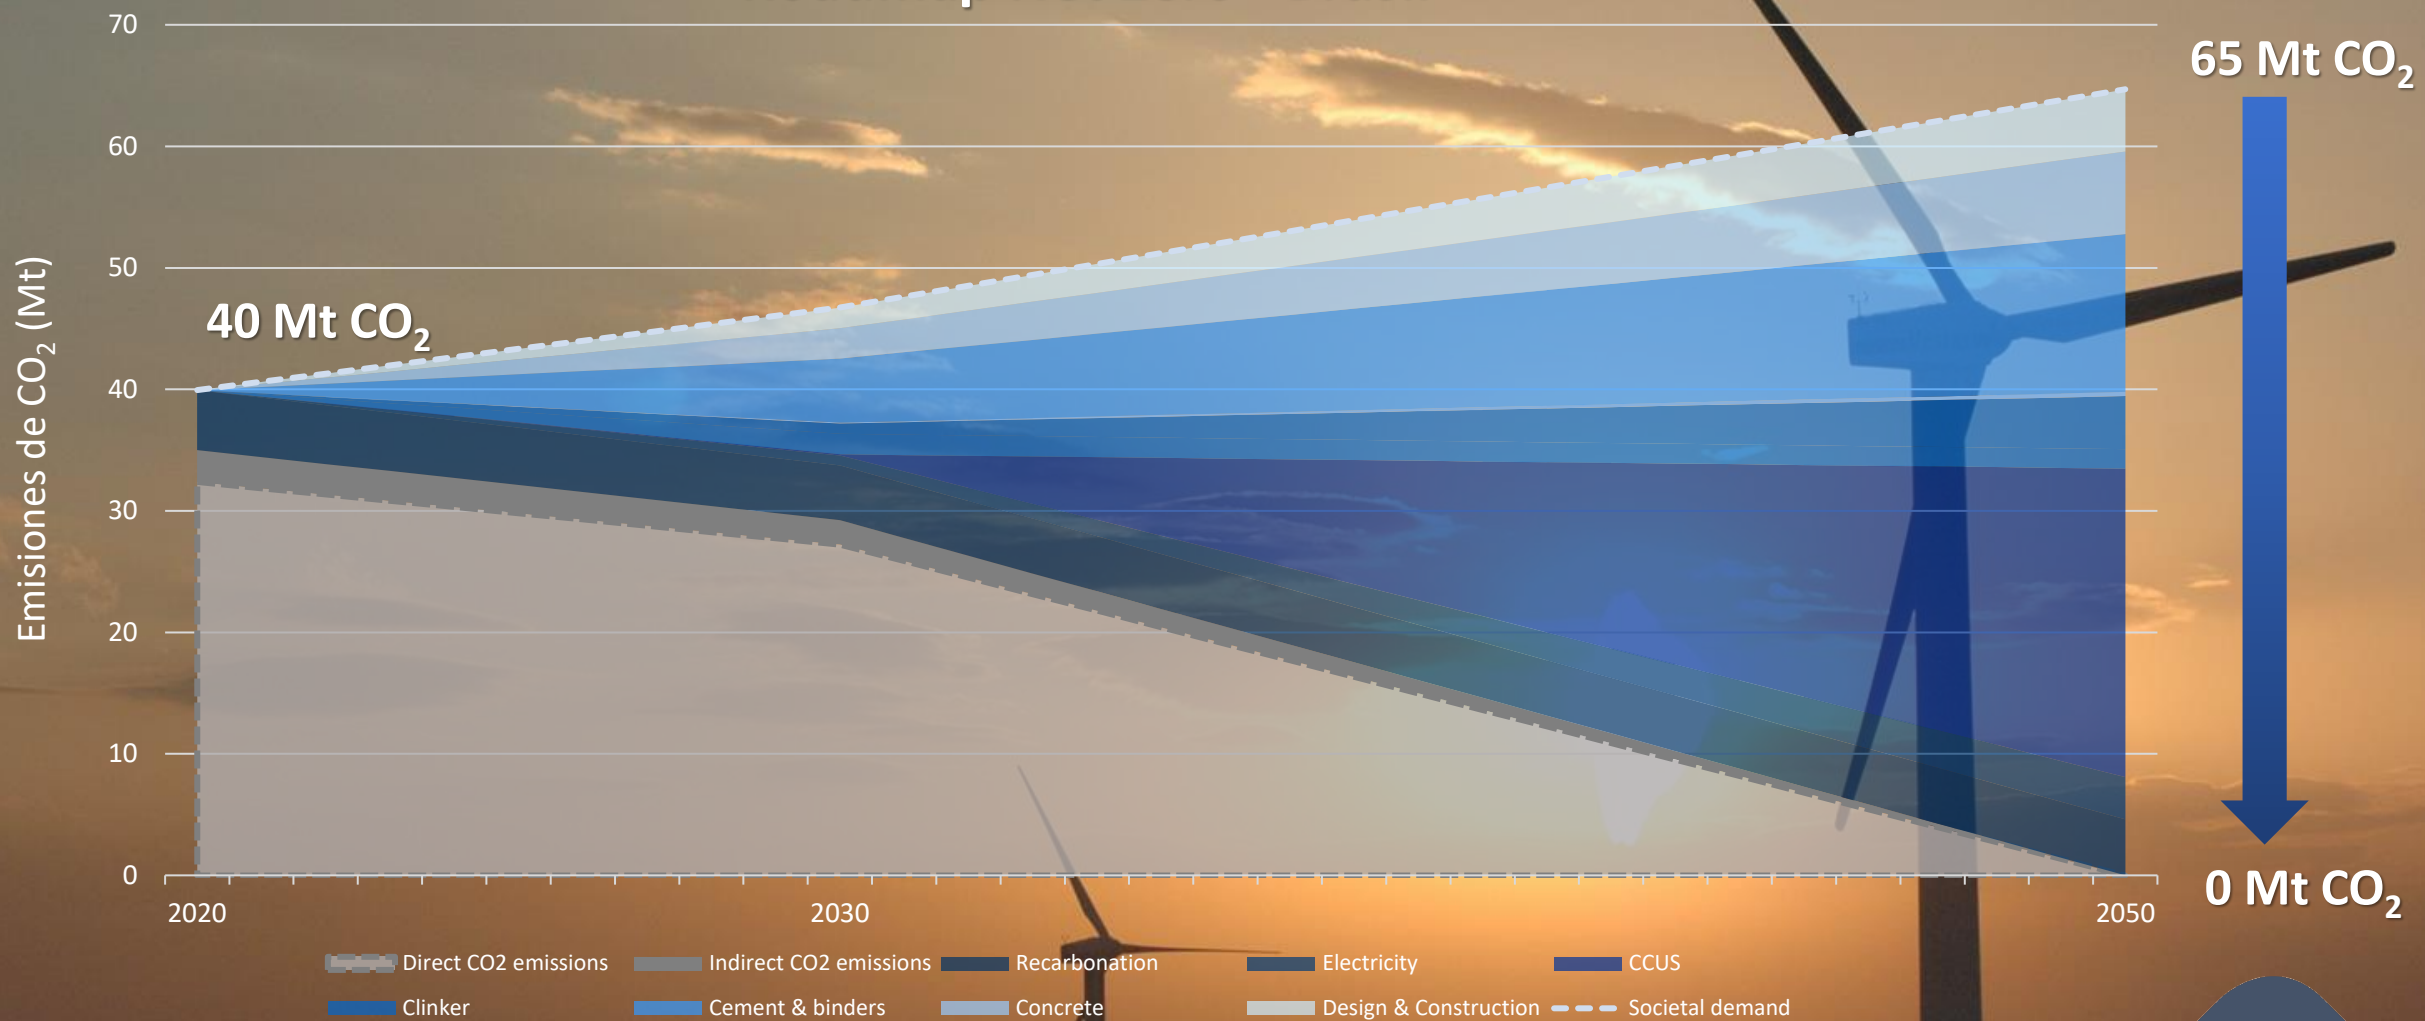 70
60
50
40
30
20
10
0
Emisiones de CO₂ (Mt)
40 Mt CO₂
65 Mt CO₂
0 Mt CO₂
2020 2030 2050
Direct CO2 emissions Indirect CO2 emissions Recarbonation Electricity CCUS
Clinker Cement & binders Concrete Design & Construction Societal demand